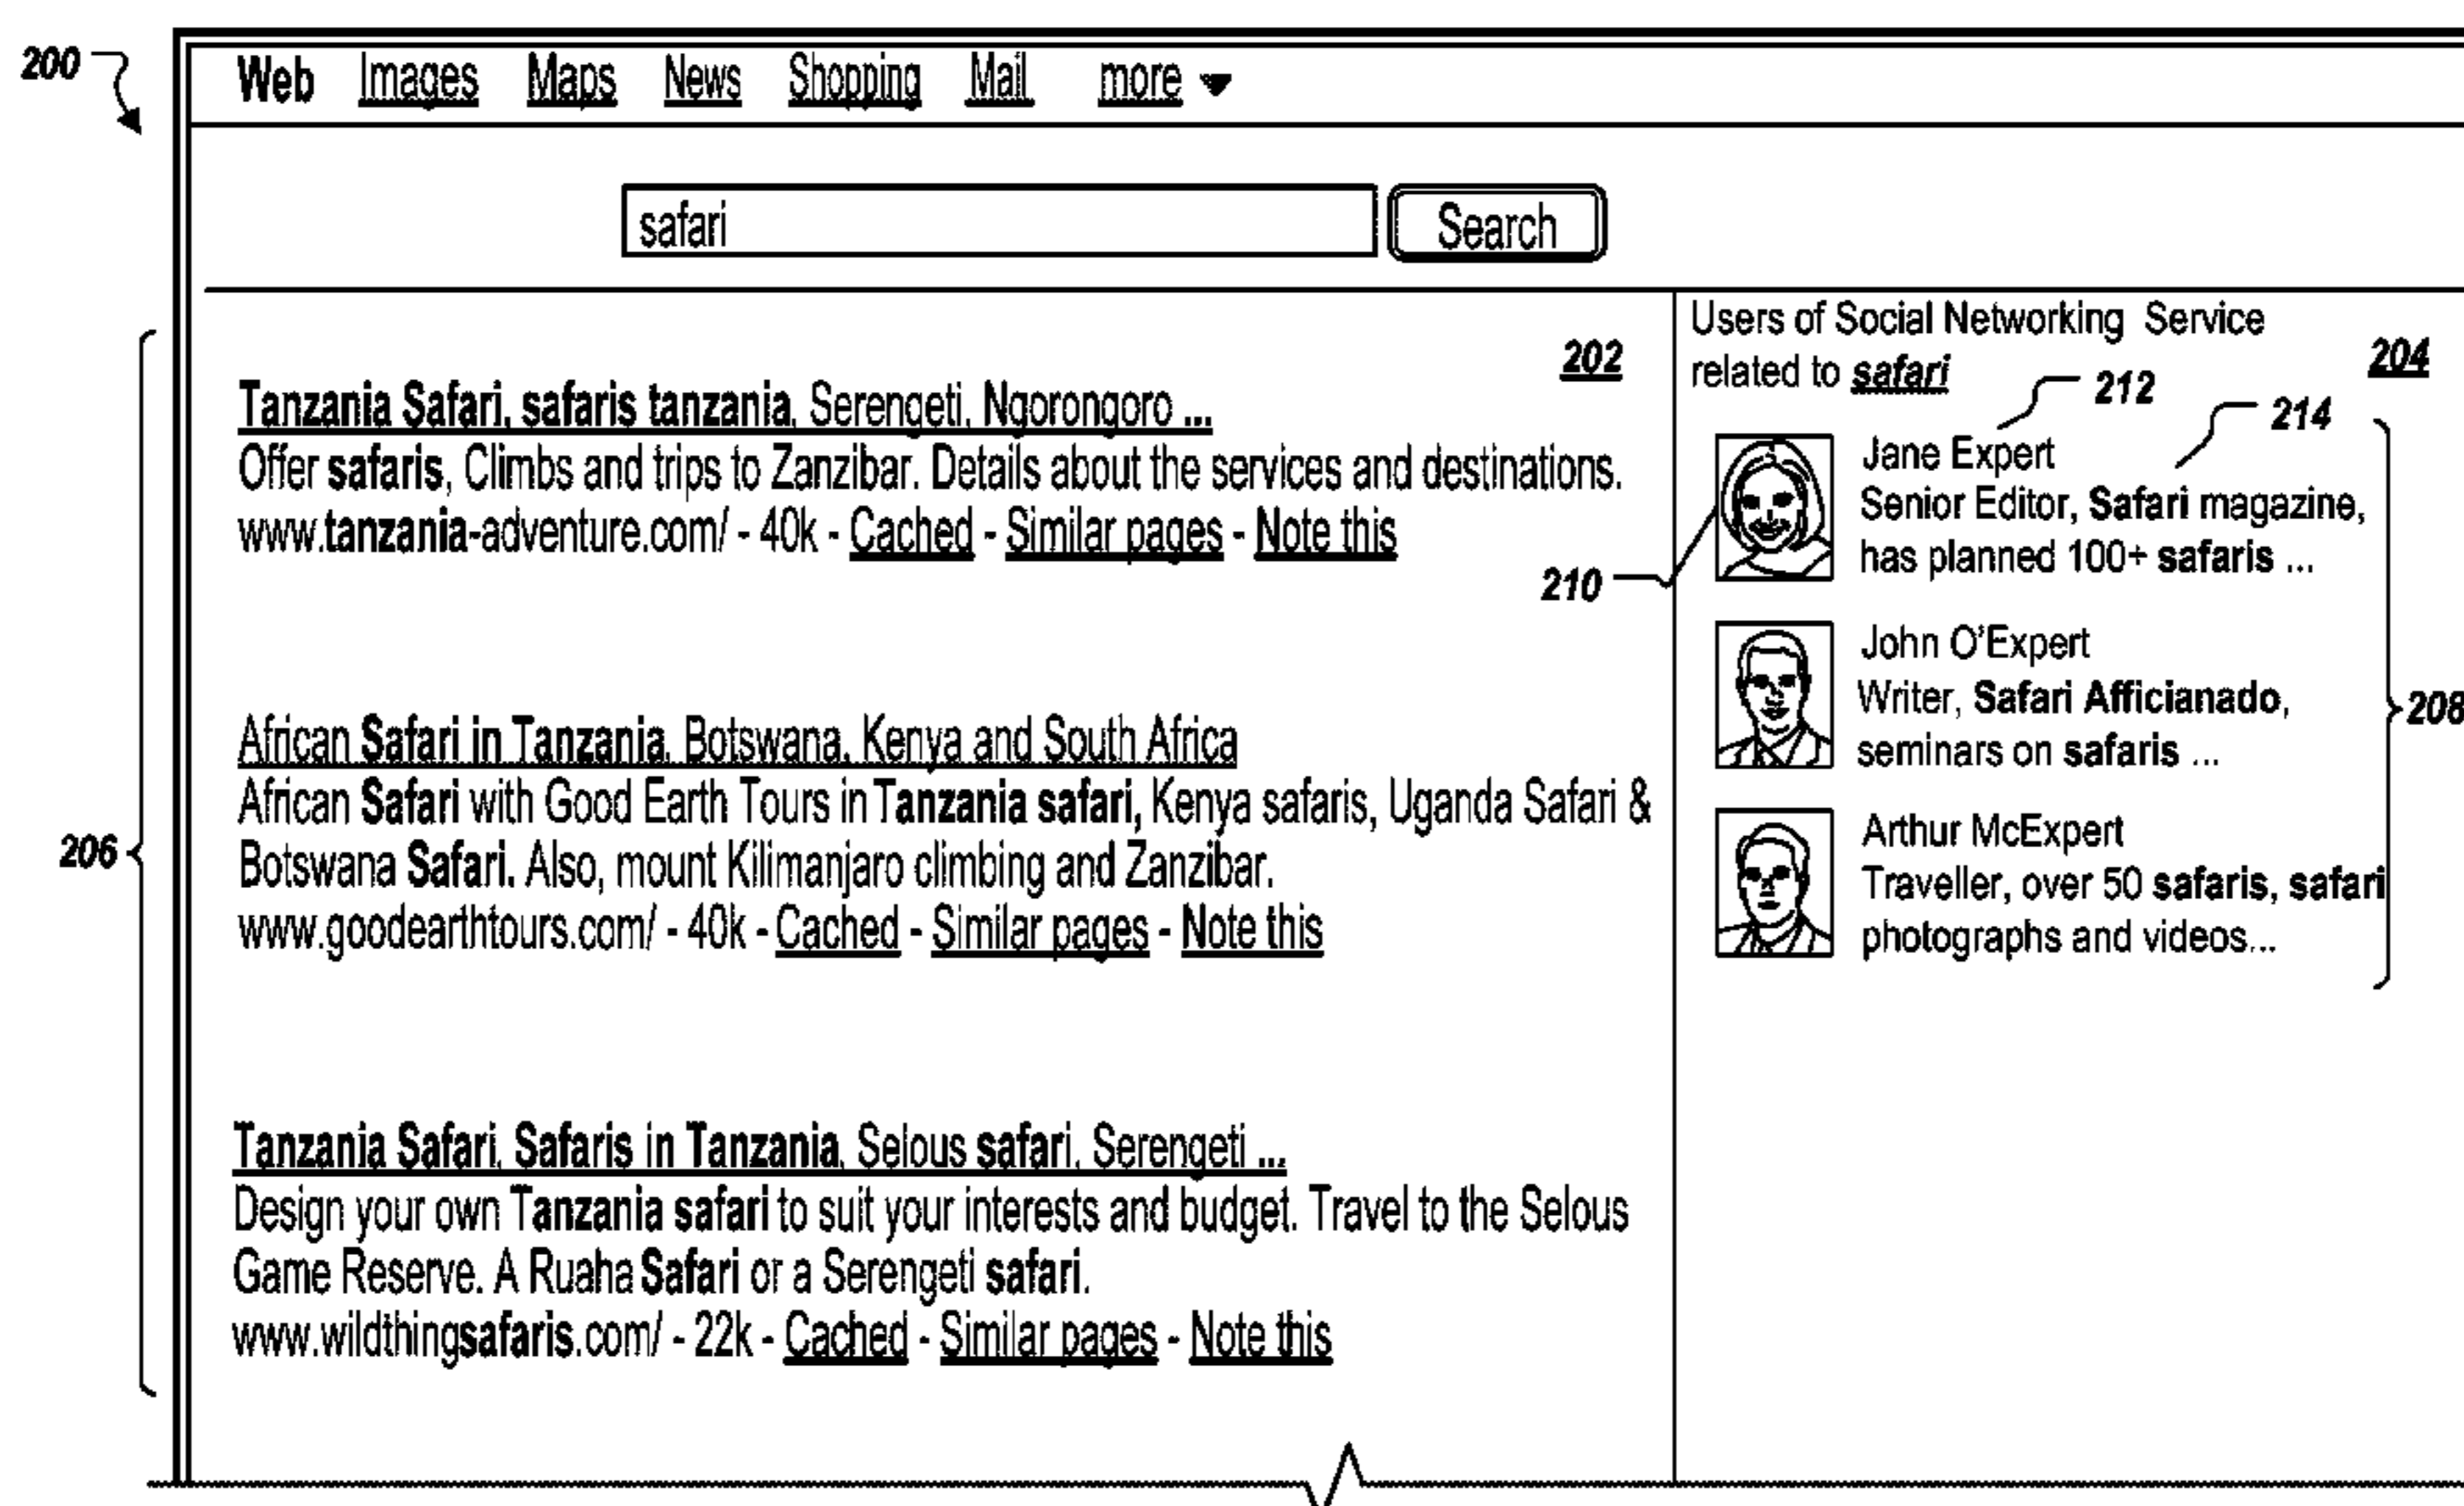 200
Web Images Maps News Shopping Mail more
safari Search
202
Tanzania Safari, safaris tanzania, Serengeti, Ngorongoro ...
Offer safaris, Climbs and trips to Zanzibar. Details about the services and destinations.
www.tanzania-adventure.com/ - 40k - Cached - Similar pages - Note this
206
African Safari in Tanzania, Botswana, Kenya and South Africa
African Safari with Good Earth Tours in Tanzania safari, Kenya safaris, Uganda Safari &
Botswana Safari. Also, mount Kilimanjaro climbing and Zanzibar.
www.goodearthtours.com/ - 40k - Cached - Similar pages - Note this
Tanzania Safari, Safaris in Tanzania, Selous safari, Serengeti ...
Design your own Tanzania safari to suit your interests and budget. Travel to the Selous
Game Reserve. A Ruaha Safari or a Serengeti safari.
www.wildthingsafaris.com/ - 22k - Cached - Similar pages - Note this
Users of Social Networking Service
related to safari
204
212
214
210
Jane Expert
Senior Editor, Safari magazine,
has planned 100+ safaris ...
John O'Expert
Writer, Safari Afficianado,
seminars on safaris ...
208
Arthur McExpert
Traveller, over 50 safaris, safari
photographs and videos...